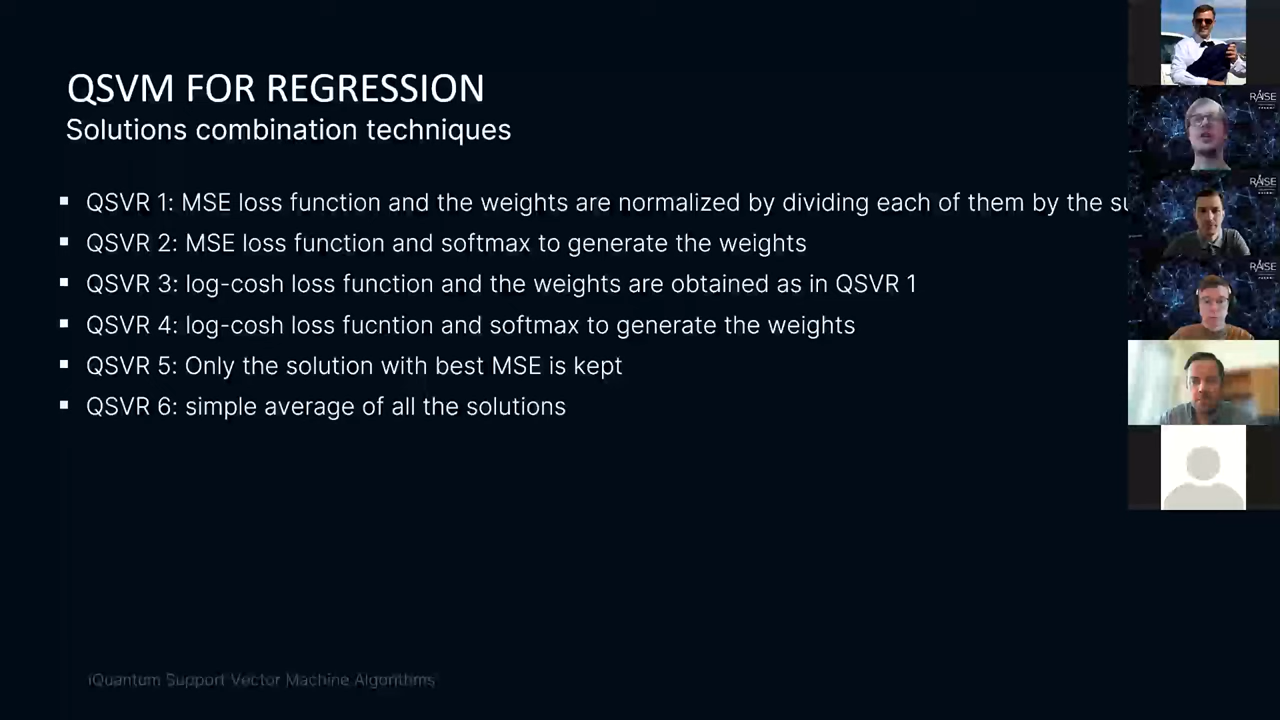 QSVM FOR REGRESSION
Solutions combination techniques
▪ QSVR 1: MSE loss function and the weights are normalized by dividing each of them by the
▪ QSVR 2: MSE loss function and softmax to generate the weights
▪ QSVR 3: log-cosh loss function and the weights are obtained as in QSVR 1
▪ QSVR 4: log-cosh loss fucntion and softmax to generate the weights
▪ QSVR 5: Only the solution with best MSE is kept
▪ QSVR 6: simple average of all the solutions
iQuantum Support Vector Machine Algorithms
RAISE
RAISE
RAISE